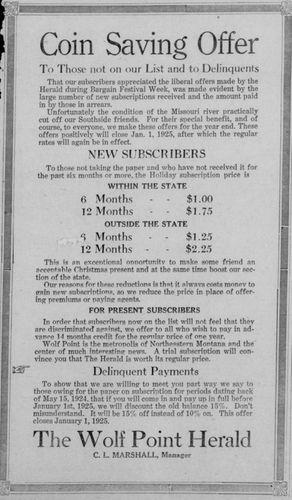 Coin Saving Offer
To Those not on our List and to Delinquents
That our subscribers appreciated the liberal offers made by the
Herald during Bargain Festival Week, was made evident by the
large number of new subscriptions received and the amount paid
in by those in arrears.
Unfortunately the condition of the Missouri river practically
cut off our Southside friends. For their special benefit, and of
course, to everyone, we make these offers for the year end. These
offers positively will close Jan. 1, 1925, after which the regular
rates will again be in effect.
NEW SUBSCRIBERS
To those not taking the paper and who have not received it for
the past six months or more, the Holiday subscription price is
WITHIN THE STATE
6 Months - - $1.00
12 Months - - $1.75
OUTSIDE THE STATE
6 Months - - $1.25
12 Months - - $2.25
This is an exceptional opportunity to make some friend an
acceptable Christmas present and at the same time boost our sec-
tion of the state.
Our reasons for these reductions is that it always costs money to
gain new subscriptions, so we reduce the price in place of offer-
ing premiums or paying agents.
FOR PRESENT SUBSCRIBERS
In order that subscribers now on the list will not feel that they
are discriminated against, we offer to all who wish to pay in ad-
vance 14 months credit for the regular price of one year.
Wolf Point is the metropolis of Northeastern Montana and the
center of much interesting news. A trial subscription will con-
vince you that The Herald is worth its regular price.
Delinquent Payments
To show that we are willing to meet you part way we say to
those owing for the paper on subscription for periods dating back
of May 15, 1924, that if you will come in and pay up in full before
January 1st, 1925, we will discount the old balance 15%. Don't
misunderstand. It will be 15% off instead of 10% on. This offer
closes January 1, 1925.
The Wolf Point Herald
C. L. MARSHALL, Manager